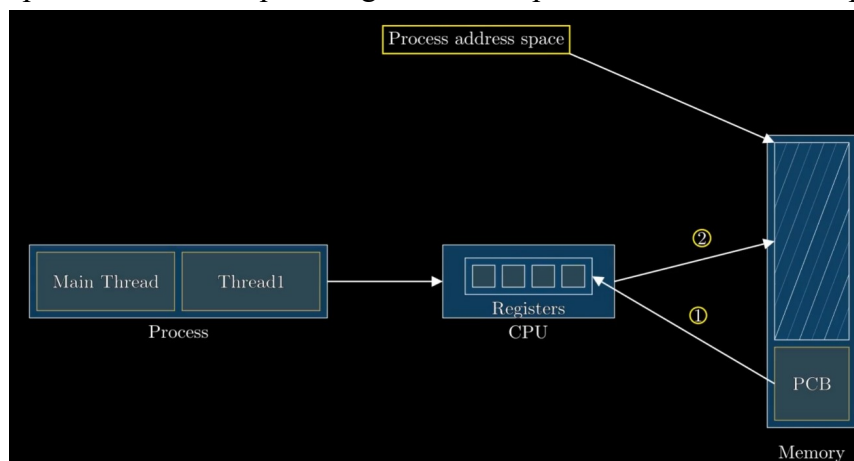 Process address space
②
Main Thread
Thread1
Registers
①
Process
CPU
PCB
Memory